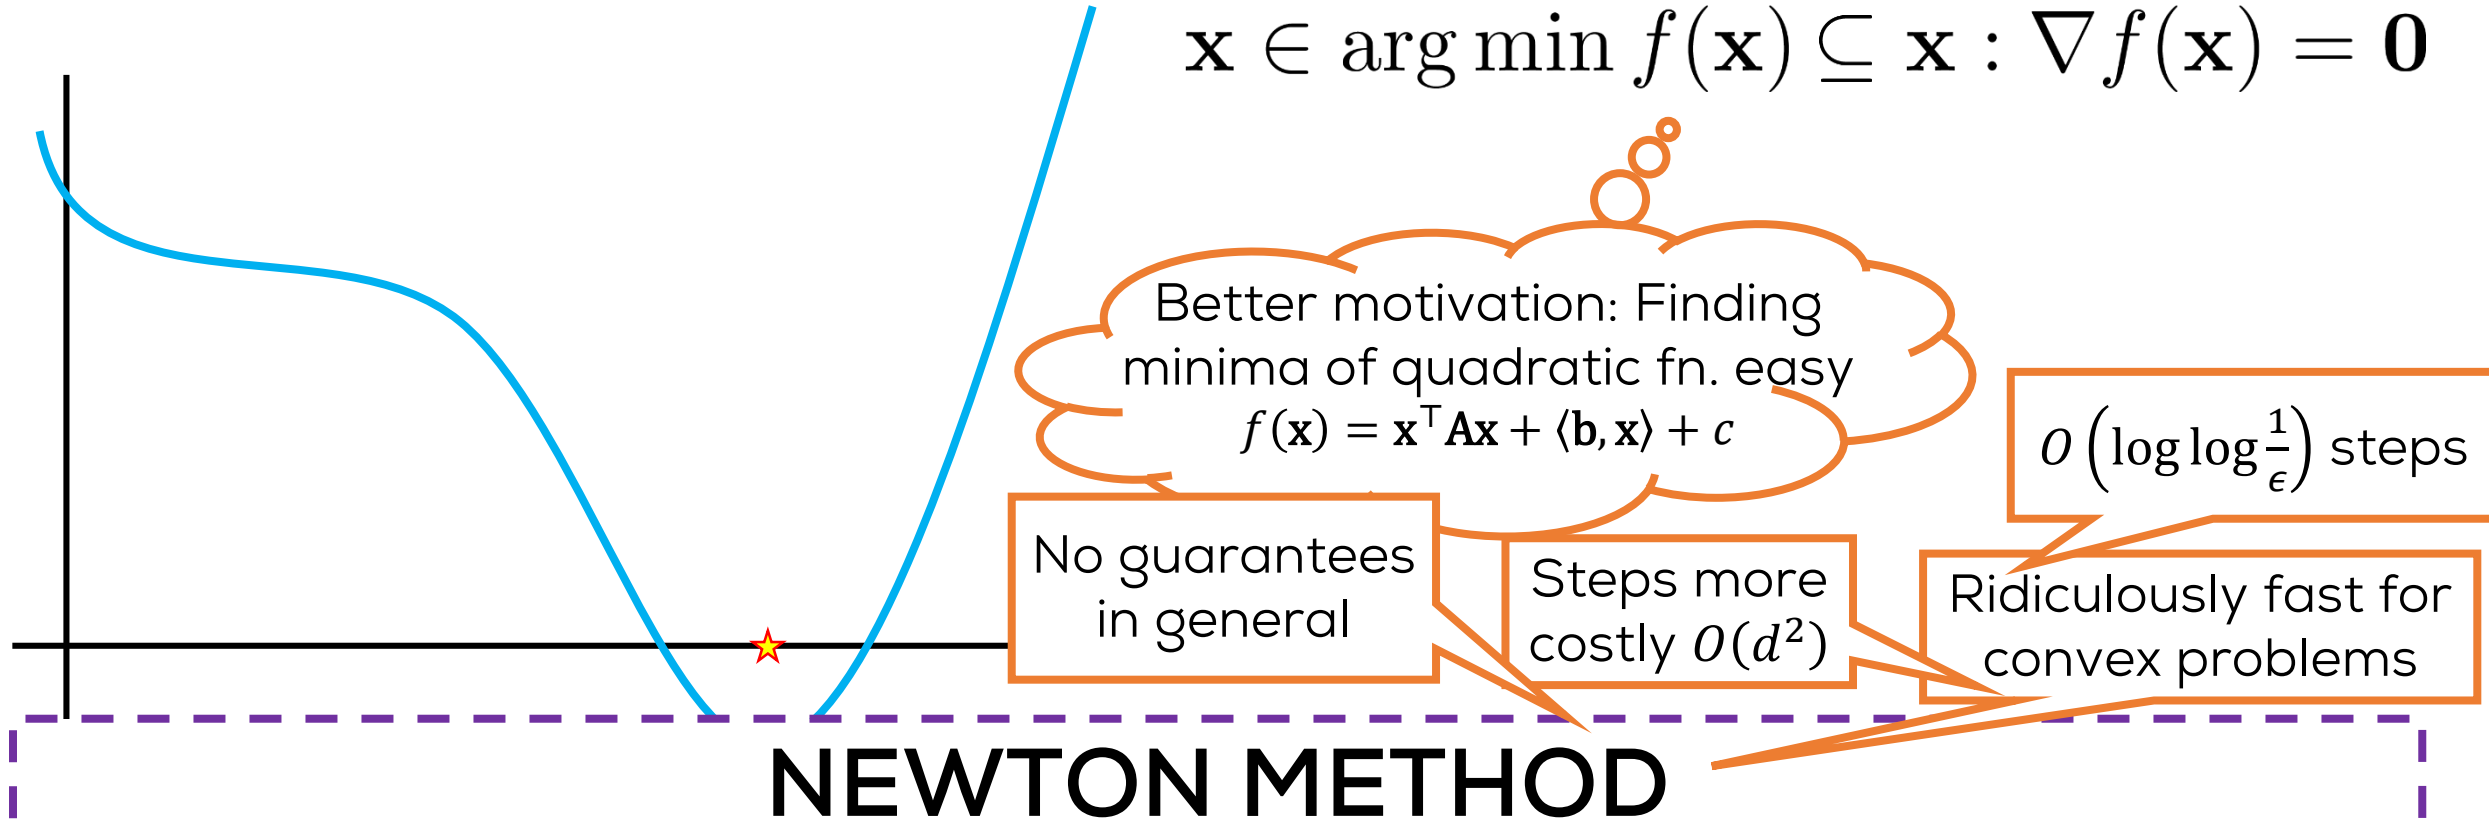 𝐱 ∈ arg min f(𝐱) ⊆ 𝐱 : ∇f(𝐱) = 𝟎
Better motivation: Finding
minima of quadratic fn. easy
f(𝐱) = 𝐱⊤𝐀𝐱 + ⟨𝐛, 𝐱⟩ + c
O(log log 1/ϵ) steps
No guarantees
in general
Steps more
costly O(d²)
Ridiculously fast for
convex problems
NEWTON METHOD